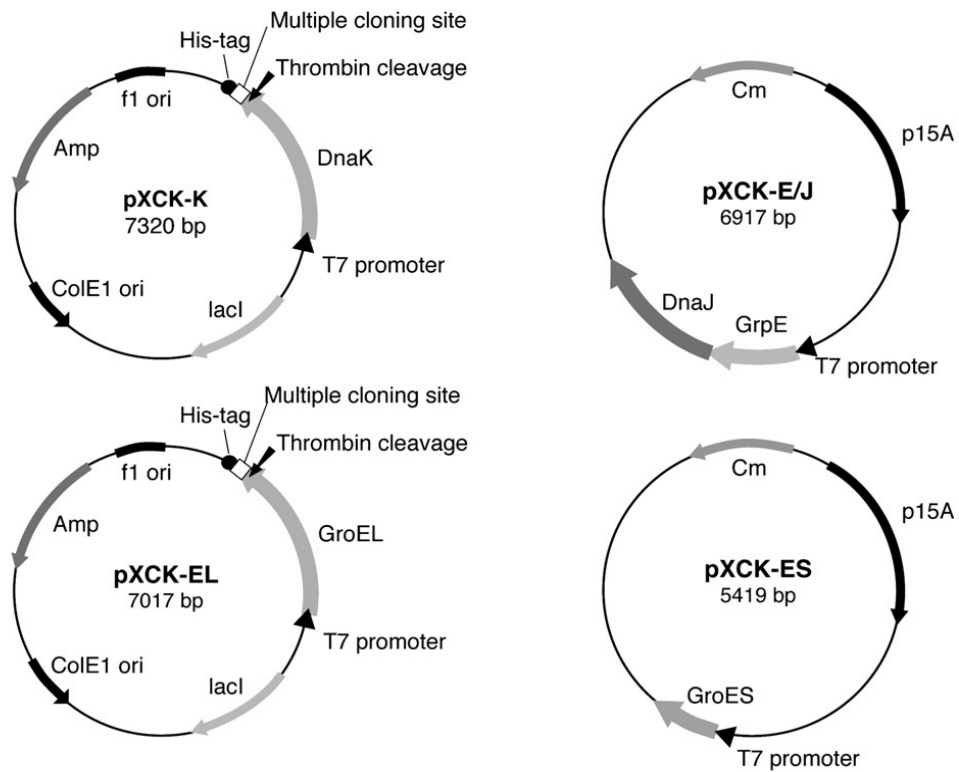 Multiple cloning site
His-tag
Thrombin cleavage
f1 ori
Amp
DnaK
pXCK-K
7320 bp
T7 promoter
ColE1 ori
lacI
Cm
p15A
pXCK-E/J
6917 bp
DnaJ
GrpE
T7 promoter
Multiple cloning site
His-tag
Thrombin cleavage
f1 ori
Amp
GroEL
pXCK-EL
7017 bp
T7 promoter
ColE1 ori
lacI
Cm
p15A
pXCK-ES
5419 bp
GroES
T7 promoter